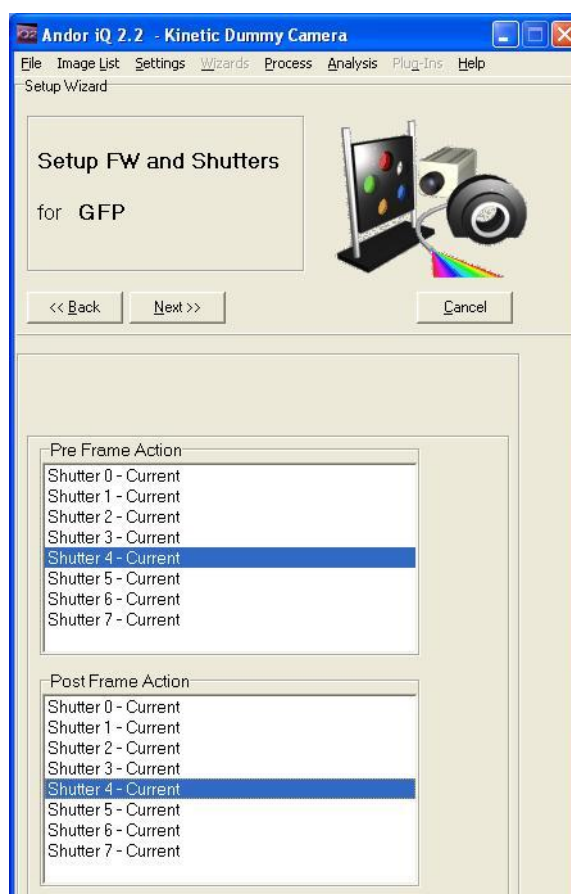 Andor iQ 2.2 - Kinetic Dummy Camera
File Image List Settings Wizards Process Analysis Plug-Ins Help
Setup Wizard
Setup FW and Shutters
for GFP
<< Back Next >> Cancel
Pre Frame Action
Shutter 0 - Current
Shutter 1 - Current
Shutter 2 - Current
Shutter 3 - Current
Shutter 4 - Current
Shutter 5 - Current
Shutter 6 - Current
Shutter 7 - Current
Post Frame Action
Shutter 0 - Current
Shutter 1 - Current
Shutter 2 - Current
Shutter 3 - Current
Shutter 4 - Current
Shutter 5 - Current
Shutter 6 - Current
Shutter 7 - Current